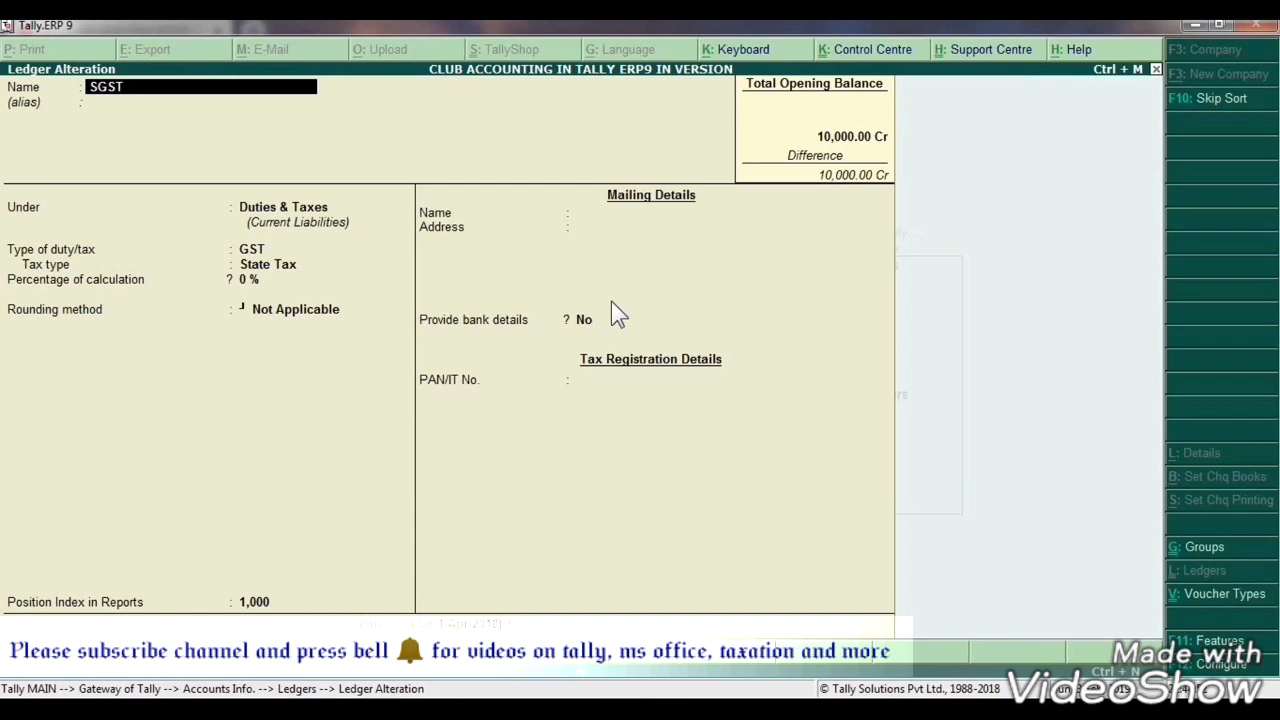 Tally.ERP 9
P: Print E: Export M: E-Mail O: Upload S: TallyShop G: Language K: Keyboard K: Control Centre H: Support Centre H: Help
F3: Company
Ledger Alteration CLUB ACCOUNTING IN TALLY ERP9 IN VERSION Ctrl + M
F3: New Company
Name : SGST
(alias) :
Total Opening Balance
F10: Skip Sort
10,000.00 Cr
Difference
10,000.00 Cr
Under : Duties & Taxes
(Current Liabilities)
Type of duty/tax : GST
Tax type : State Tax
Percentage of calculation ? 0 %
Rounding method : ┘ Not Applicable
Mailing Details
Name :
Address :
Provide bank details ? No
Tax Registration Details
PAN/IT No. :
L: Details
B: Set Chq Books
S: Set Chq Printing
G: Groups
L: Ledgers
V: Voucher Types
F11: Features
F12: Configure
Position Index in Reports : 1,000
Please subscribe channel and press bell 🔔 for videos on tally, ms office, taxation and more
Ctrl + N
Made with
VideoShow
Tally MAIN --> Gateway of Tally --> Accounts Info. --> Ledgers --> Ledger Alteration
© Tally Solutions Pvt Ltd., 1988-2018